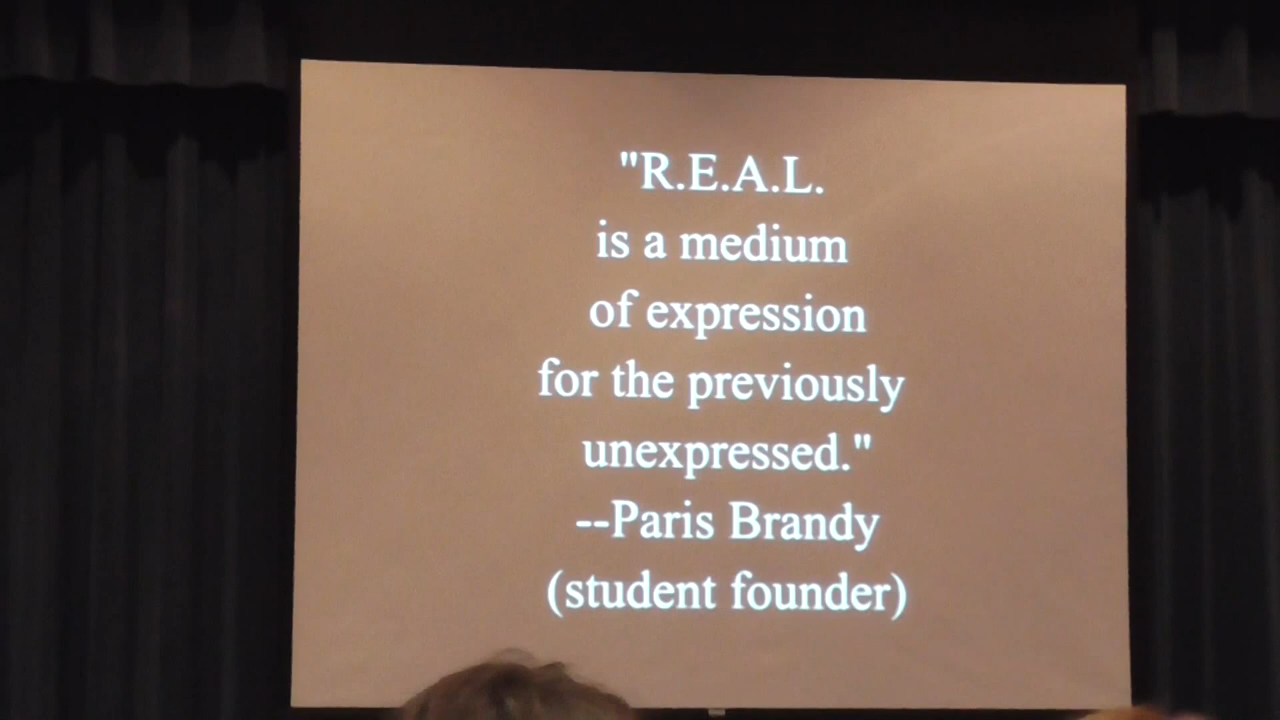 "R.E.A.L.
is a medium
of expression
for the previously
unexpressed."
--Paris Brandy
(student founder)